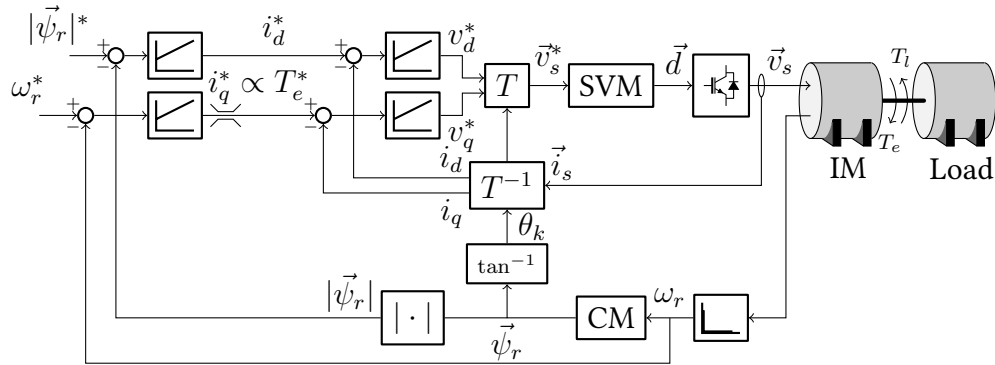 |ψ⃗_r|^*
i_d^*
v_d^*
v⃗_s^*
d⃗
v⃗_s
T_l
+
−
+
−
ω_r^*
i_q^* ∝ T_e^*
T
SVM
+
−
+
−
v_q^*
T_e
i_d
i⃗_s
IM
Load
T^{-1}
i_q
θ_k
tan^{-1}
|ψ⃗_r|
ω_r
| · |
CM
ψ⃗_r